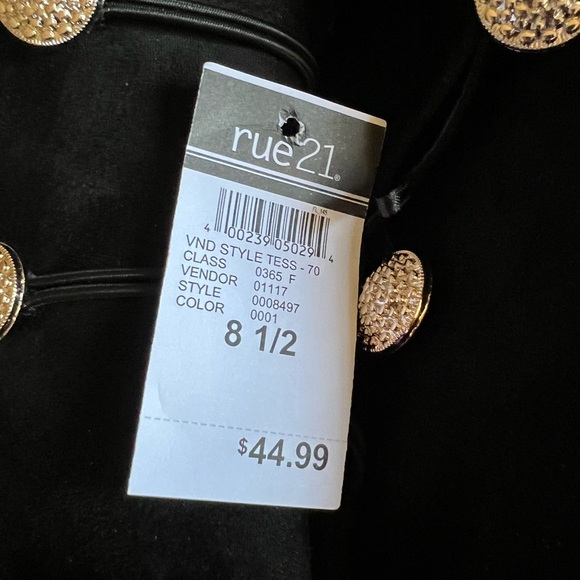 rue21®
4 00239 05029 4
VND STYLE TESS - 70
CLASS 0365 F
VENDOR 01117
STYLE 0008497
COLOR 0001
8 1/2
$44.99